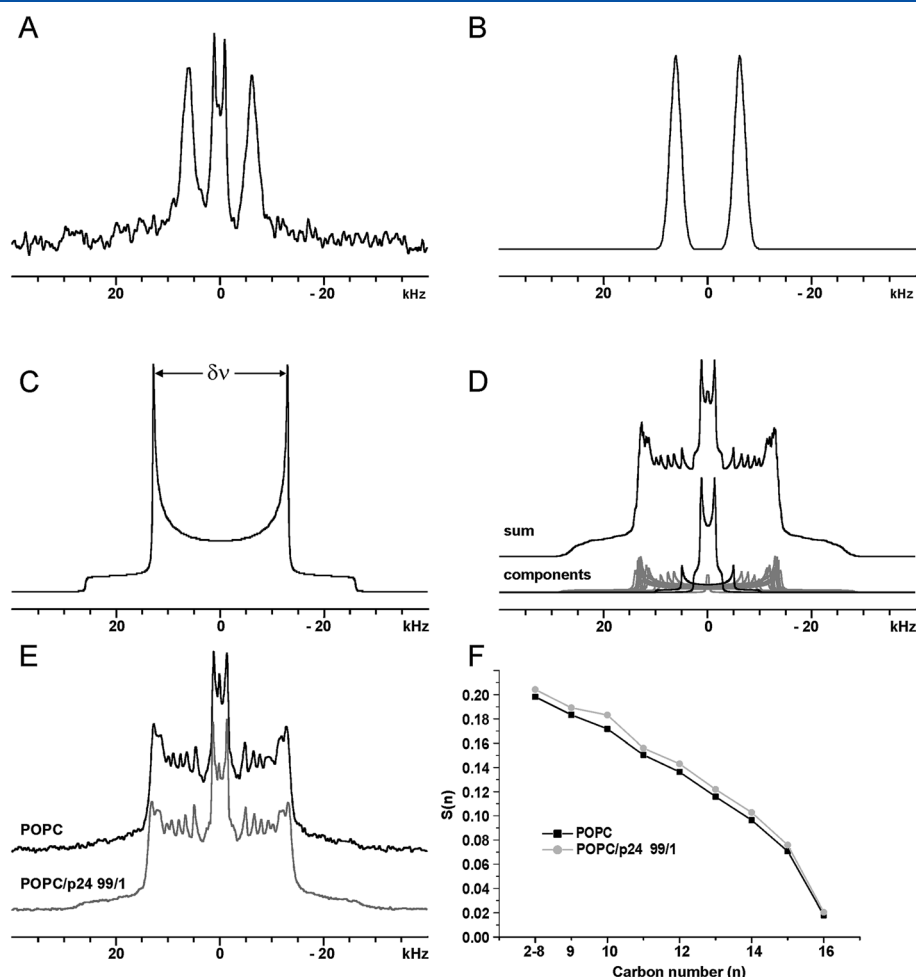 A
B
20 0 - 20 kHz
20 0 - 20 kHz
C
δν
D
sum
components
20 0 - 20 kHz
20 0 - 20 kHz
E
POPC
POPC/p24 99/1
20 0 - 20 kHz
F
S(n)
0.20
0.18
0.16
0.14
0.12
0.10
0.08
0.06
0.04
0.02
0.00
POPC
POPC/p24 99/1
2-8 9 10 11 12 13 14 15 16
Carbon number (n)